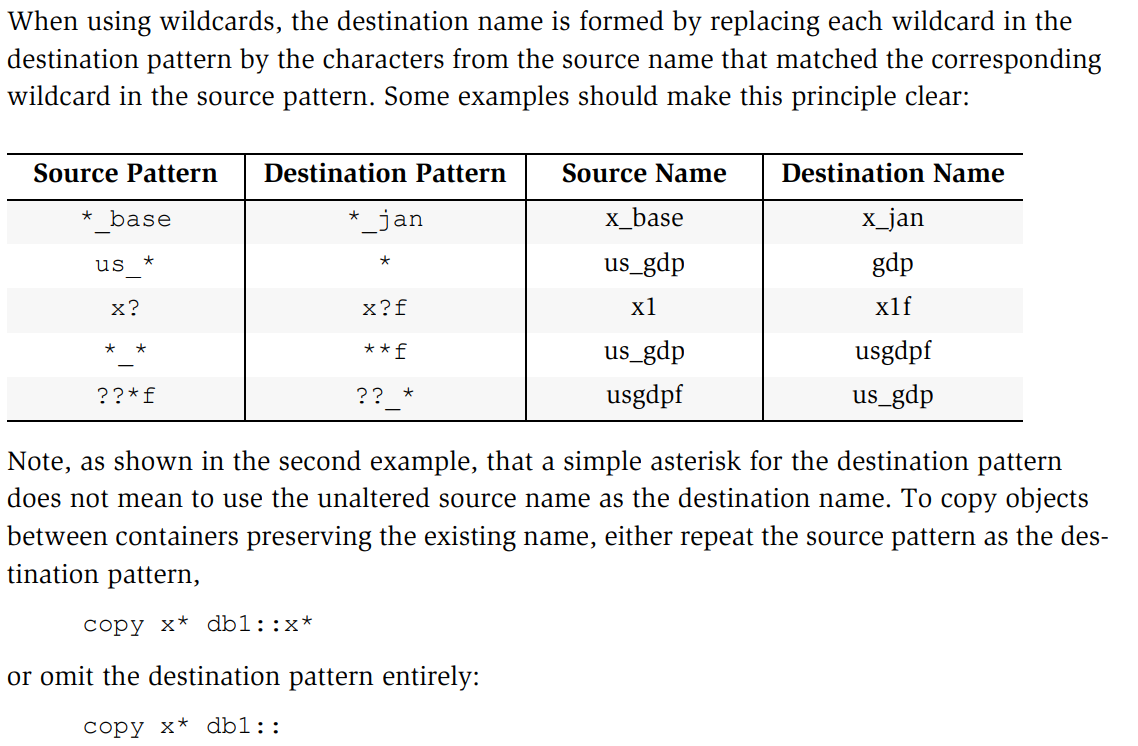 When using wildcards, the destination name is formed by replacing each wildcard in the
destination pattern by the characters from the source name that matched the corresponding
wildcard in the source pattern. Some examples should make this principle clear:
Source Pattern Destination Pattern Source Name Destination Name
*_base *_jan x_base x_jan
us_* * us_gdp gdp
x? x?f x1 x1f
*_* **f us_gdp usgdpf
??*f ??_* usgdpf us_gdp
Note, as shown in the second example, that a simple asterisk for the destination pattern
does not mean to use the unaltered source name as the destination name. To copy objects
between containers preserving the existing name, either repeat the source pattern as the des-
tination pattern,
copy x* db1::x*
or omit the destination pattern entirely:
copy x* db1::